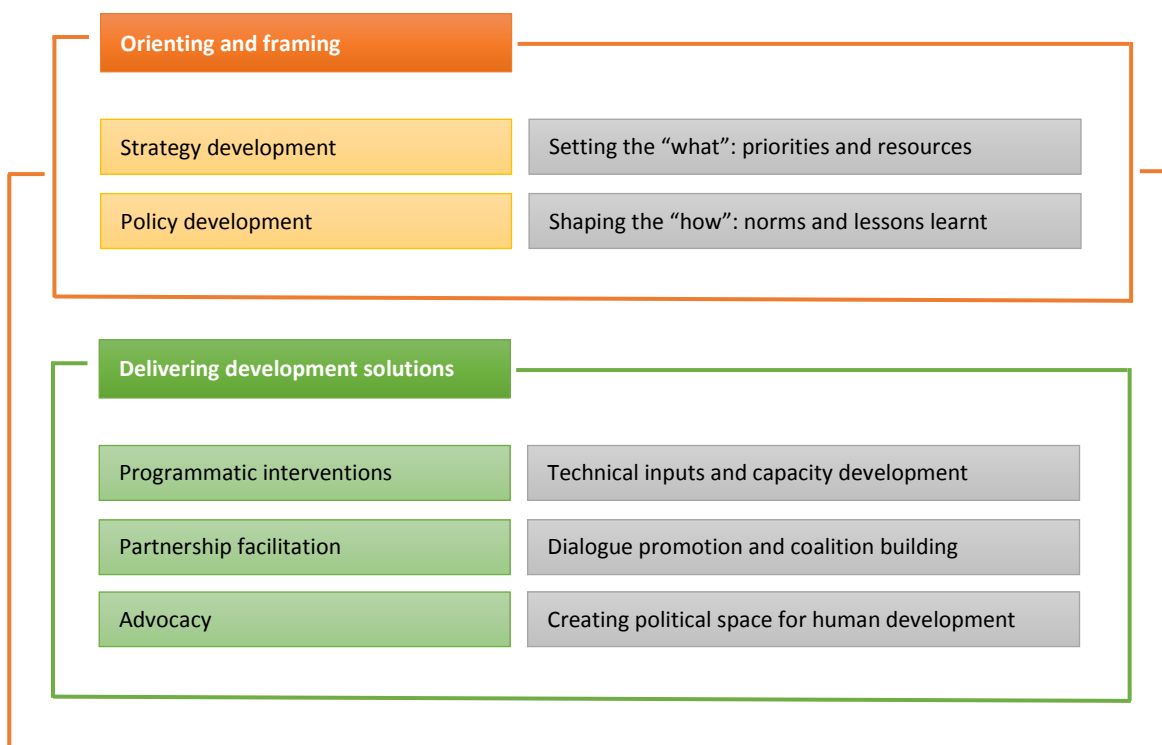 Orienting and framing
Strategy development
Setting the “what”: priorities and resources
Policy development
Shaping the “how”: norms and lessons learnt
Delivering development solutions
Programmatic interventions
Technical inputs and capacity development
Partnership facilitation
Dialogue promotion and coalition building
Advocacy
Creating political space for human development